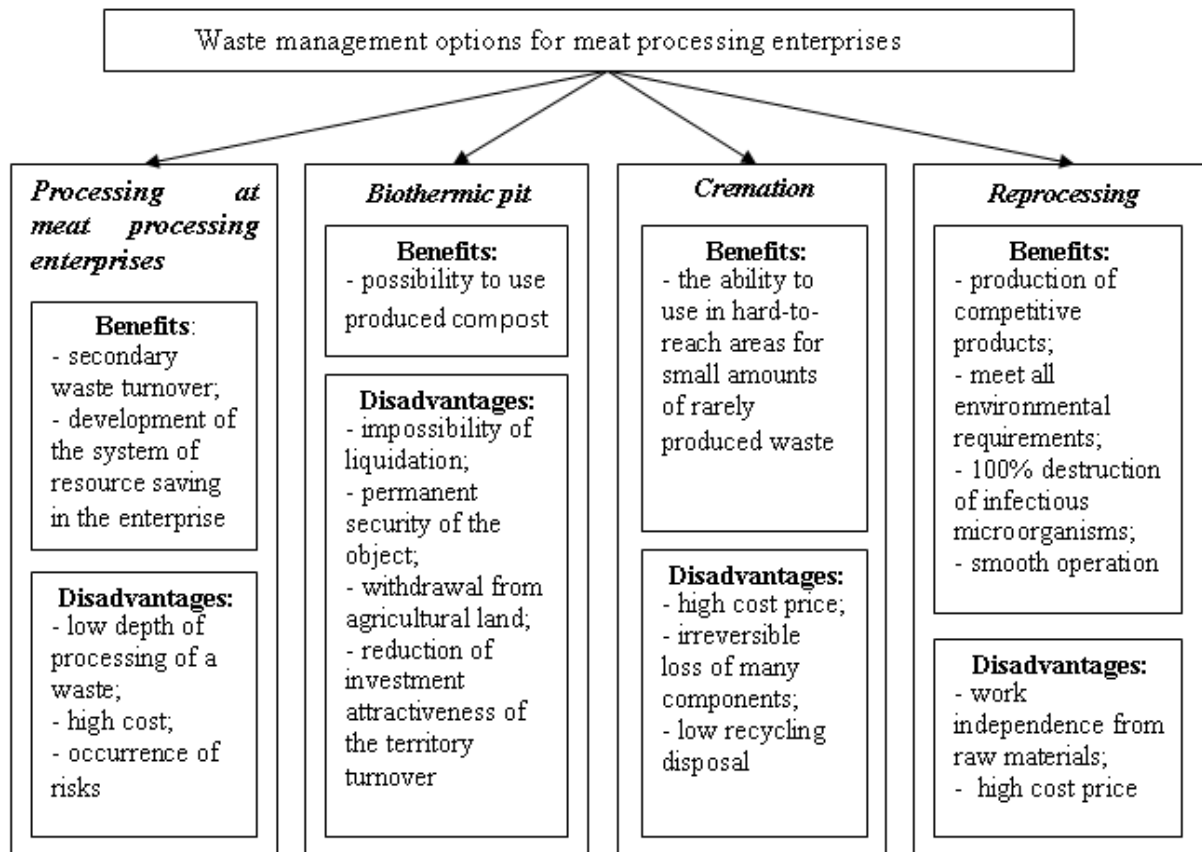 Waste management options for meat processing enterprises
Processing at
meat processing
enterprises
Benefits:
- secondary
waste turnover;
- development of
the system of
resource saving
in the enterprise
Disadvantages:
- low depth of
processing of a
waste;
- high cost;
- occurrence of
risks
Biothermic pit
Benefits:
- possibility to use
produced compost
Disadvantages:
- impossibility of
liquidation;
- permanent
security of the
object;
- withdrawal from
agricultural land;
- reduction of
investment
attractiveness of
the territory
turnover
Cremation
Benefits:
- the ability to
use in hard-to-
reach areas for
small amounts
of rarely
produced waste
Disadvantages:
- high cost price;
- irreversible
loss of many
components;
- low recycling
disposal
Reprocessing
Benefits:
- production of
competitive
products;
- meet all
environmental
requirements;
- 100% destruction
of infectious
microorganisms;
- smooth operation
Disadvantages:
- work
independence from
raw materials;
- high cost price